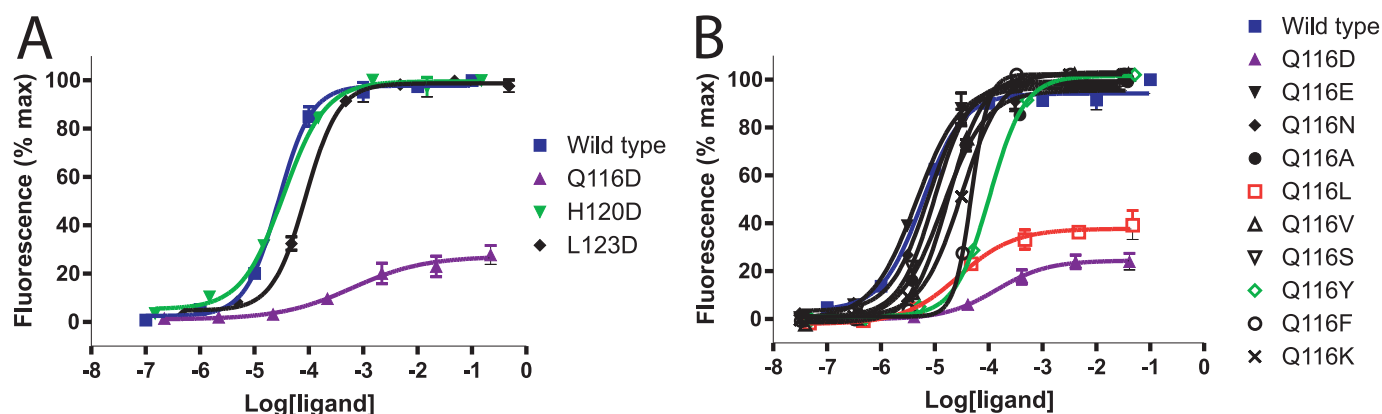 A
Fluorescence (% max)
100
80
60
40
20
0
-8 -7 -6 -5 -4 -3 -2 -1 0
Log[ligand]
Wild type
Q116D
H120D
L123D
B
Fluorescence (% max)
100
80
60
40
20
0
-8 -7 -6 -5 -4 -3 -2 -1 0
Log[ligand]
Wild type
Q116D
Q116E
Q116N
Q116A
Q116L
Q116V
Q116S
Q116Y
Q116F
Q116K